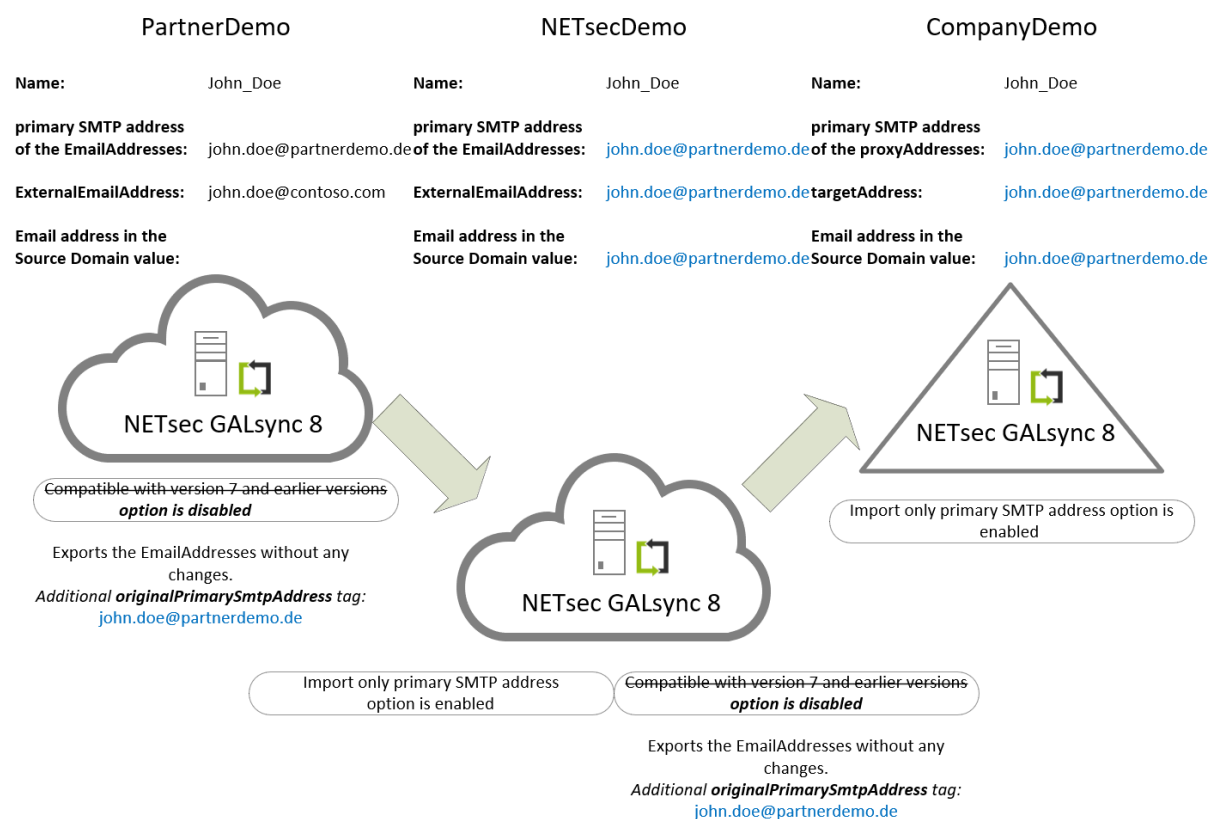 PartnerDemo
NETsecDemo
CompanyDemo
Name: John_Doe
Name: John_Doe
Name: John_Doe
primary SMTP address
of the EmailAddresses: john.doe@partnerdemo.de
primary SMTP address
of the EmailAddresses: john.doe@partnerdemo.de
primary SMTP address
of the proxyAddresses: john.doe@partnerdemo.de
ExternalEmailAddress: john.doe@contoso.com
ExternalEmailAddress: john.doe@partnerdemo.de
targetAddress: john.doe@partnerdemo.de
Email address in the
Source Domain value:
Email address in the
Source Domain value: john.doe@partnerdemo.de
Email address in the
Source Domain value: john.doe@partnerdemo.de
NETsec GALsync 8
Compatible with version 7 and earlier versions
option is disabled
Exports the EmailAddresses without any
changes.
Additional originalPrimarySmtpAddress tag:
john.doe@partnerdemo.de
NETsec GALsync 8
Import only primary SMTP address
option is enabled
Compatible with version 7 and earlier versions
option is disabled
Exports the EmailAddresses without any
changes.
Additional originalPrimarySmtpAddress tag:
john.doe@partnerdemo.de
NETsec GALsync 8
Import only primary SMTP address option is
enabled